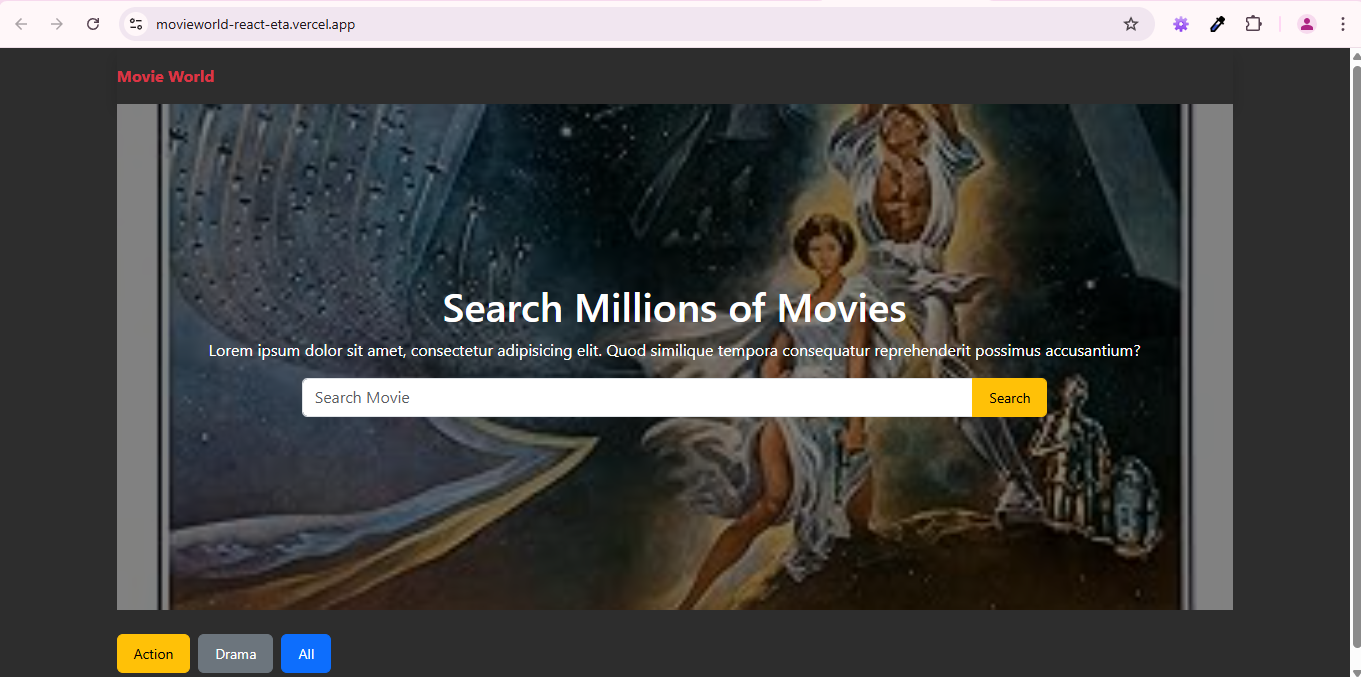 movieworld-react-eta.vercel.app
Movie World
Search Millions of Movies
Lorem ipsum dolor sit amet, consectetur adipisicing elit. Quod similique tempora consequatur reprehenderit possimus accusantium?
Search Movie Search
Action Drama All